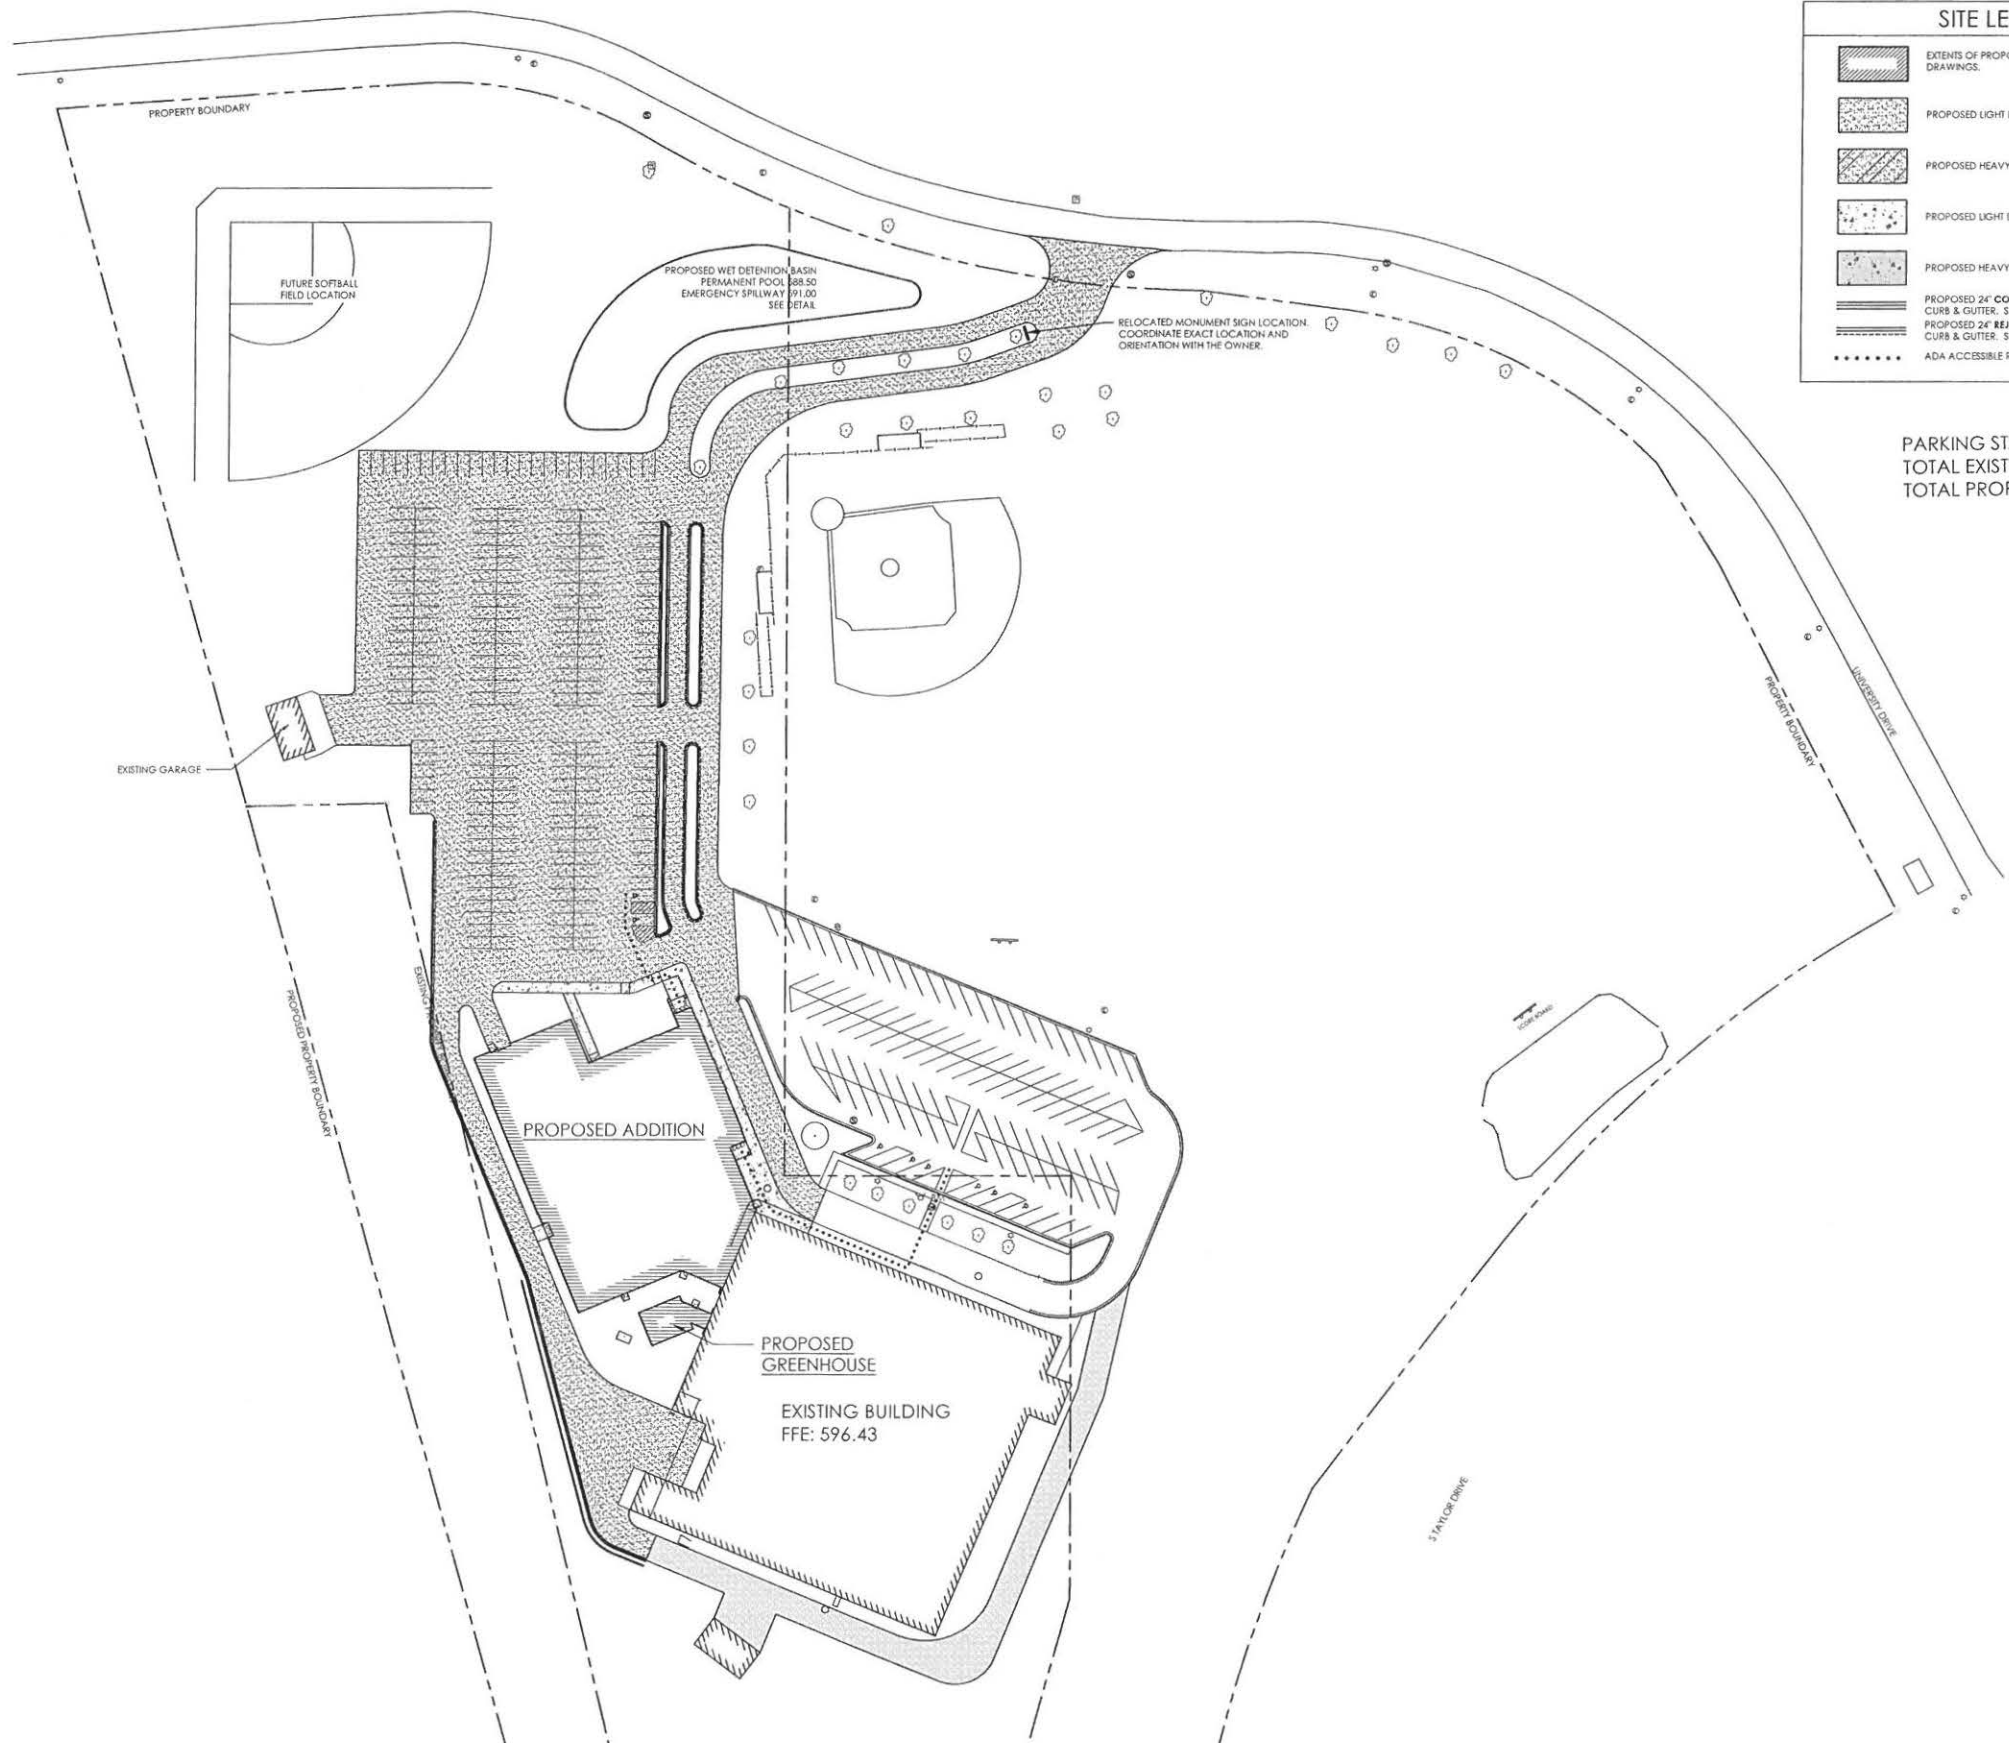 SITE LE
EXTENTS OF PROPO
DRAWINGS.
PROPOSED LIGHT
PROPOSED HEAVY
PROPOSED LIGHT
PROPOSED HEAVY
PROPOSED 24" CO
CURB & GUTTER. S
PROPOSED 24" REJ
CURB & GUTTER. S
ADA ACCESSIBLE
PARKING ST
TOTAL EXIST
TOTAL PROP
PROPERTY BOUNDARY
FUTURE SOFTBALL
FIELD LOCATION
PROPOSED WET DETENTION BASIN
PERMANENT POOL 588.50
EMERGENCY SPILLWAY 591.00
SEE DETAIL
RELOCATED MONUMENT SIGN LOCATION.
COORDINATE EXACT LOCATION AND
ORIENTATION WITH THE OWNER.
UNIVERSITY DRIVE
PROPERTY BOUNDARY
EXISTING GARAGE
EXISTING
PROPOSED PROPERTY BOUNDARY
SCORE BOARD
PROPOSED ADDITION
PROPOSED
GREENHOUSE
EXISTING BUILDING
FFE: 596.43
S TAYLOR DRIVE